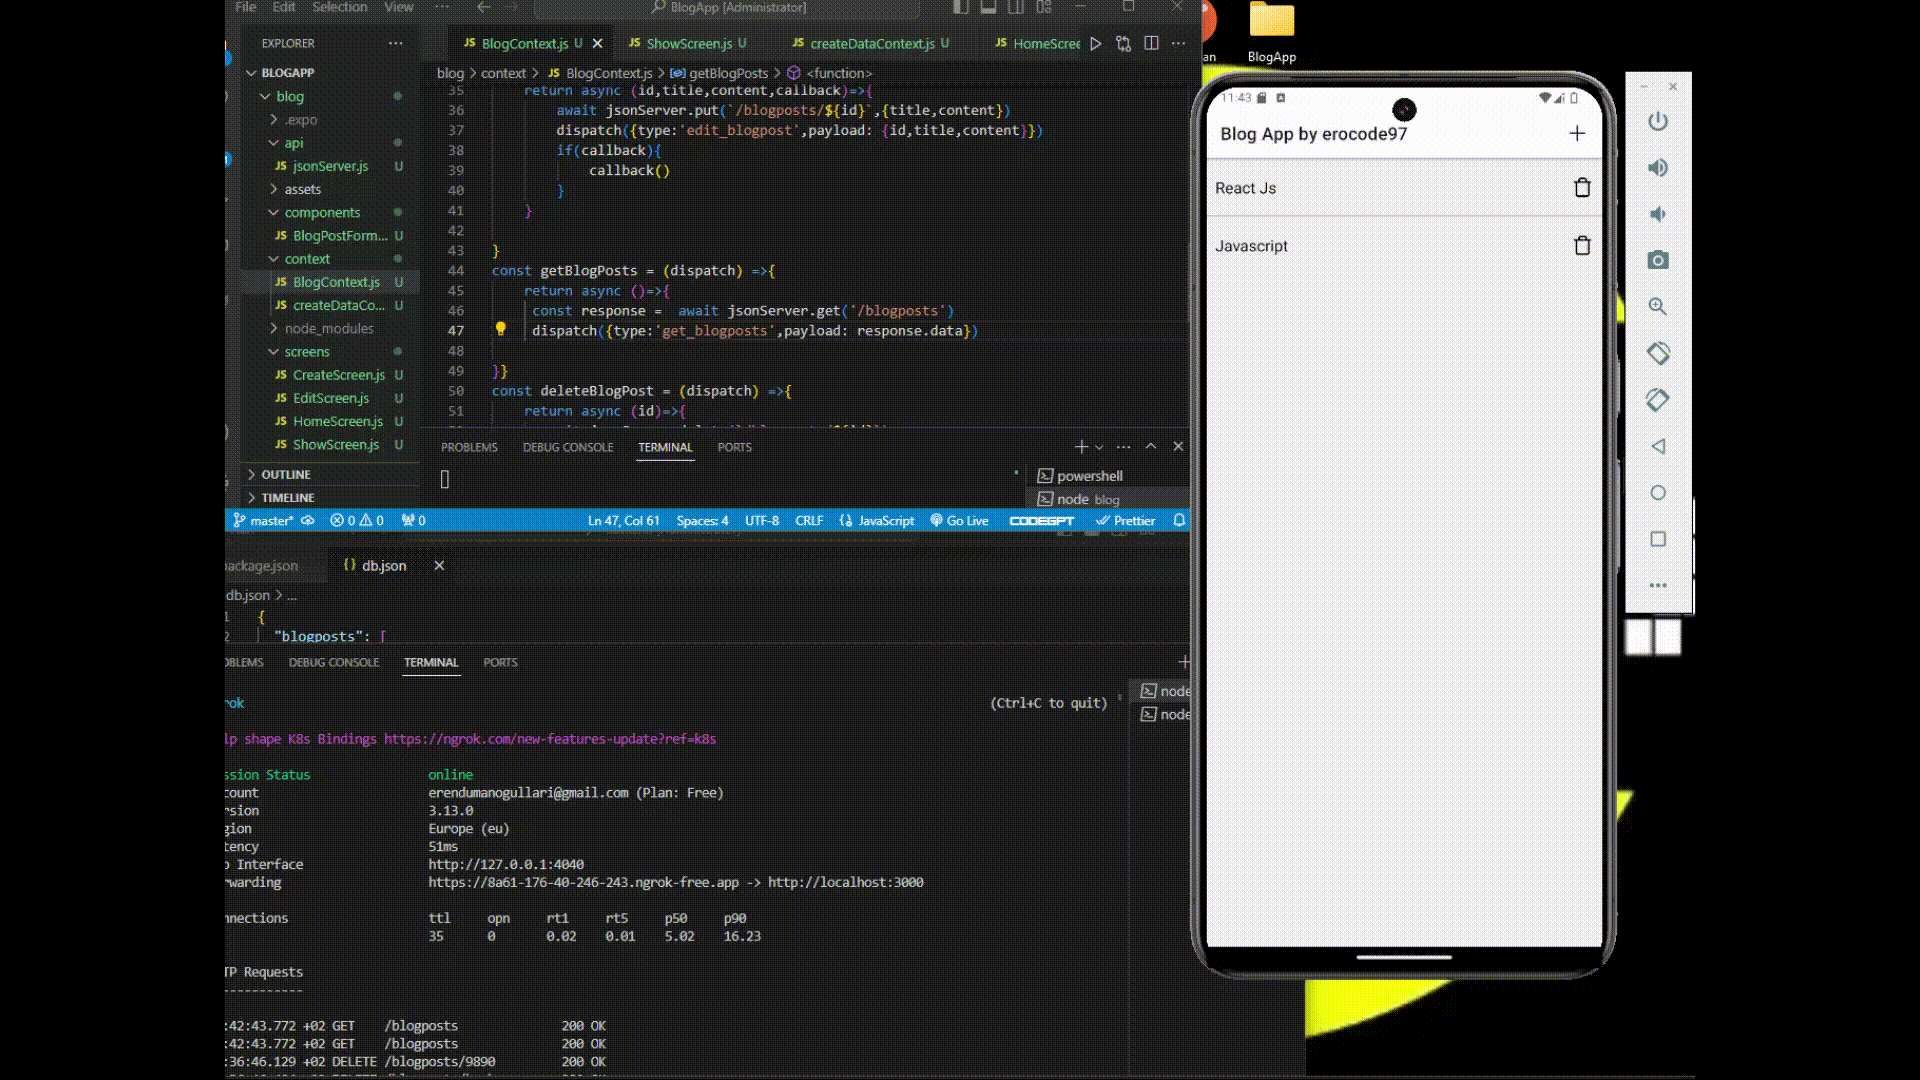 File Edit Selection View ··· BlogApp [Administrator]
EXPLORER ···
BLOGAPP
blog
.expo
api
JS jsonServer.js U
assets
components
JS BlogPostForm... U
context
JS BlogContext.js U
JS createDataCo... U
node_modules
screens
JS CreateScreen.js U
JS EditScreen.js U
JS HomeScreen.js U
JS ShowScreen.js U
OUTLINE
TIMELINE
JS BlogContext.js U JS ShowScreen.js U JS createDataContext.js U JS HomeScree
blog > context > JS BlogContext.js > getBlogPosts > <function>
35 return async (id,title,content,callback)=>{
36 await jsonServer.put(`/blogposts/${id}`,{title,content})
37 dispatch({type:'edit_blogpost',payload: {id,title,content}})
38 if(callback){
39 callback()
40 }
41 }
42
43 }
44 const getBlogPosts = (dispatch) =>{
45 return async ()=>{
46 const response = await jsonServer.get('/blogposts')
47 dispatch({type:'get_blogposts',payload: response.data})
48
49 }}
50 const deleteBlogPost = (dispatch) =>{
51 return async (id)=>{
PROBLEMS DEBUG CONSOLE TERMINAL PORTS
powershell
node blog
master* 0 0 0 Ln 47, Col 61 Spaces: 4 UTF-8 CRLF {} JavaScript Go Live CODEGPT Prettier
package.json {} db.json
db.json > ...
1 {
2 "blogposts": [
OBLEMS DEBUG CONSOLE TERMINAL PORTS
node
node
rok (Ctrl+C to quit)
lp shape K8s Bindings https://ngrok.com/new-features-update?ref=k8s
ssion Status online
count erendumanogullari@gmail.com (Plan: Free)
rsion 3.13.0
gion Europe (eu)
tency 51ms
b Interface http://127.0.0.1:4040
rwarding https://8a61-176-40-246-243.ngrok-free.app -> http://localhost:3000
nnections ttl opn rt1 rt5 p50 p90
35 0 0.02 0.01 5.02 16.23
TP Requests
-----------
:42:43.772 +02 GET /blogposts 200 OK
:42:43.772 +02 GET /blogposts 200 OK
:36:46.129 +02 DELETE /blogposts/9890 200 OK
an
BlogApp
11:43
Blog App by erocode97 +
React Js
Javascript